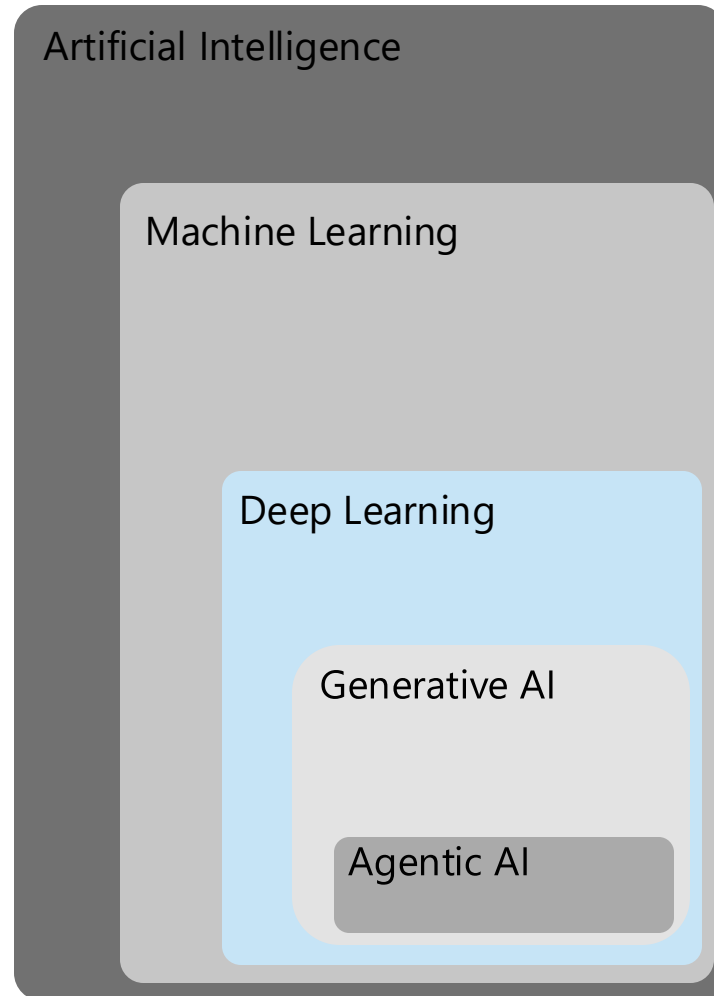 Artificial Intelligence
Machine Learning
Deep Learning
Generative AI
Agentic AI